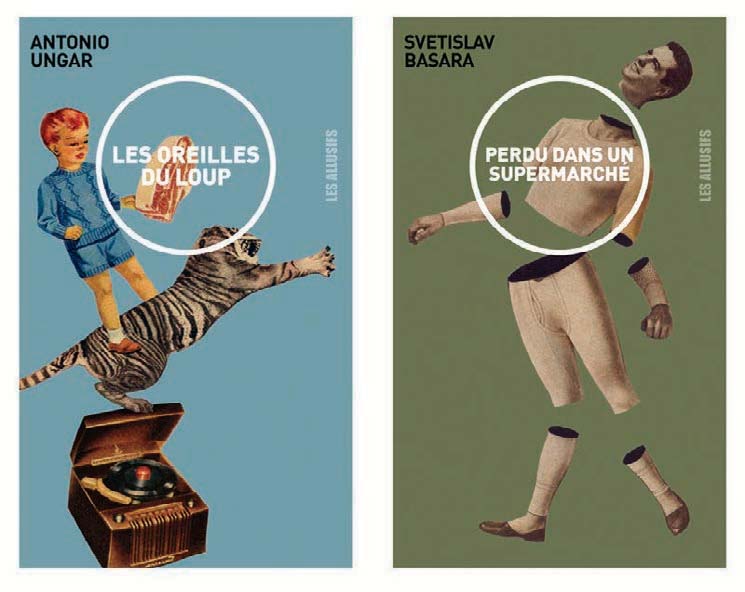 ANTONIO
UNGAR
LES OREILLES
DU LOUP
LES ALLUSIFS
SVETISLAV
BASARA
PERDU DANS UN
SUPERMARCHÉ
LES ALLUSIFS